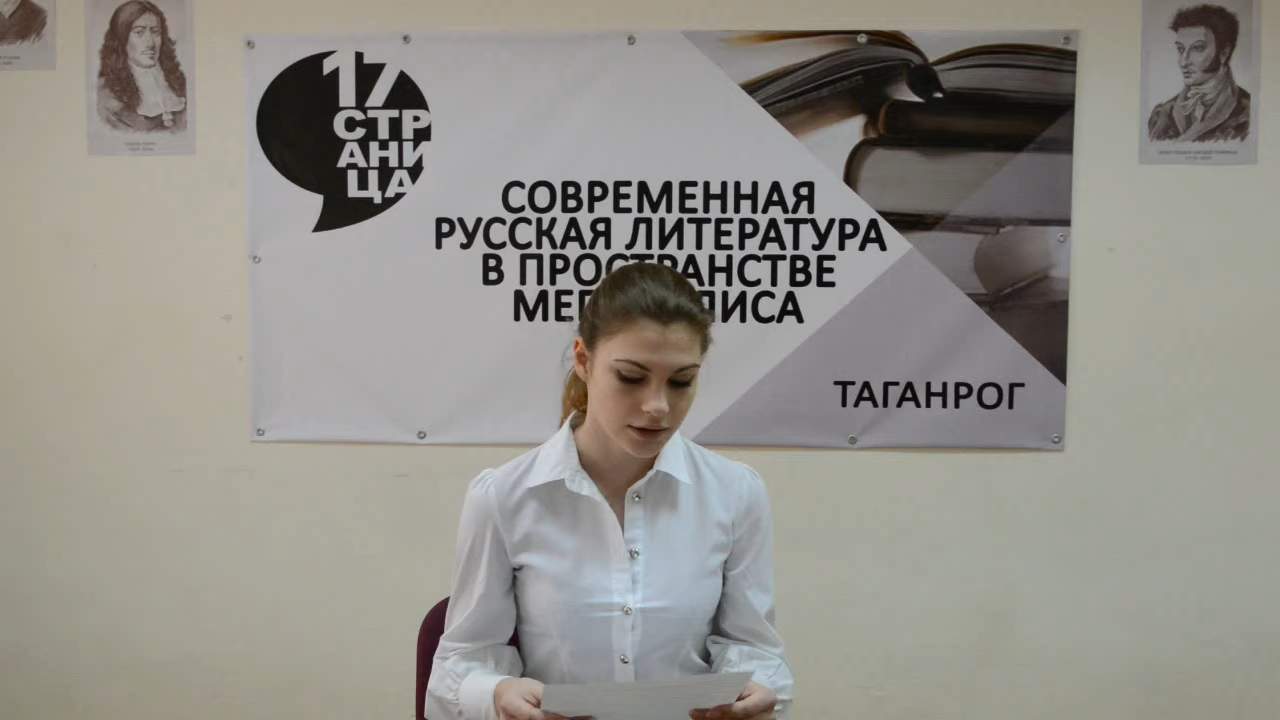 17
СТР
АНИ
ЦА
СОВРЕМЕННАЯ
РУССКАЯ ЛИТЕРАТУРА
В ПРОСТРАНСТВЕ
ТАГАНРОГ